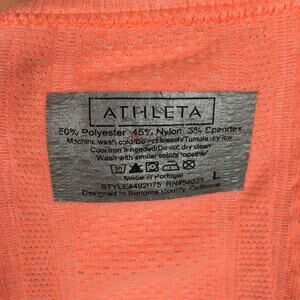 ATHLETA
50% Polyester 45% Nylon 3% Spandex
Machine wash cold/Do not bleach/Tumble dry low
Cool iron if needed/Do not dry clean
Wash with similar colors together
Made in Portugal
L
STYLE#492075 RN#54023
Designed in Sonoma County, California